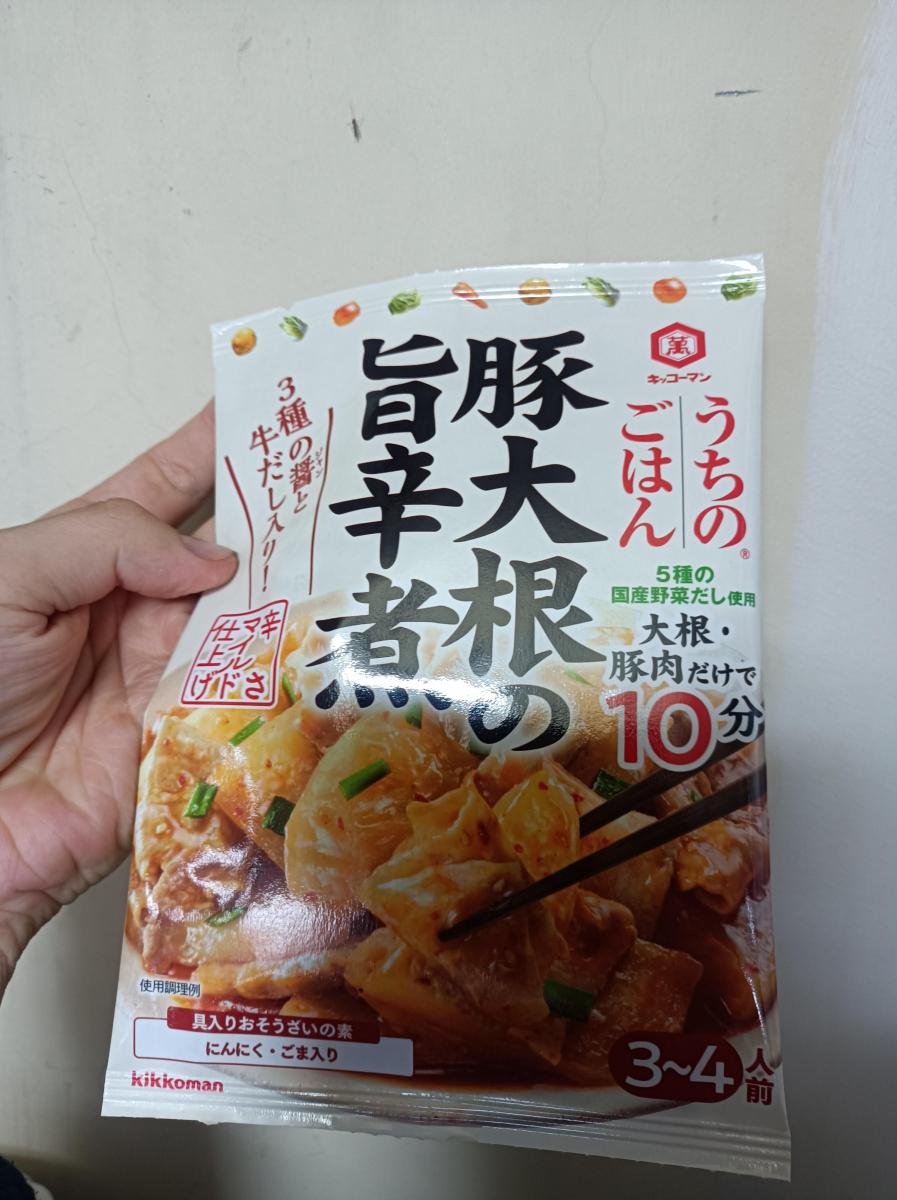 萬
キッコーマン
うちの®
ごはん
5種の
国産野菜だし使用
大根・
豚肉だけで
10分
豚大根の
旨辛煮
3種の醤と
ジャン
牛だし入り!
辛さ
マイルド
仕上げ
使用調理例
具入りおそうざいの素
にんにく・ごま入り
kikkoman
3~4人前